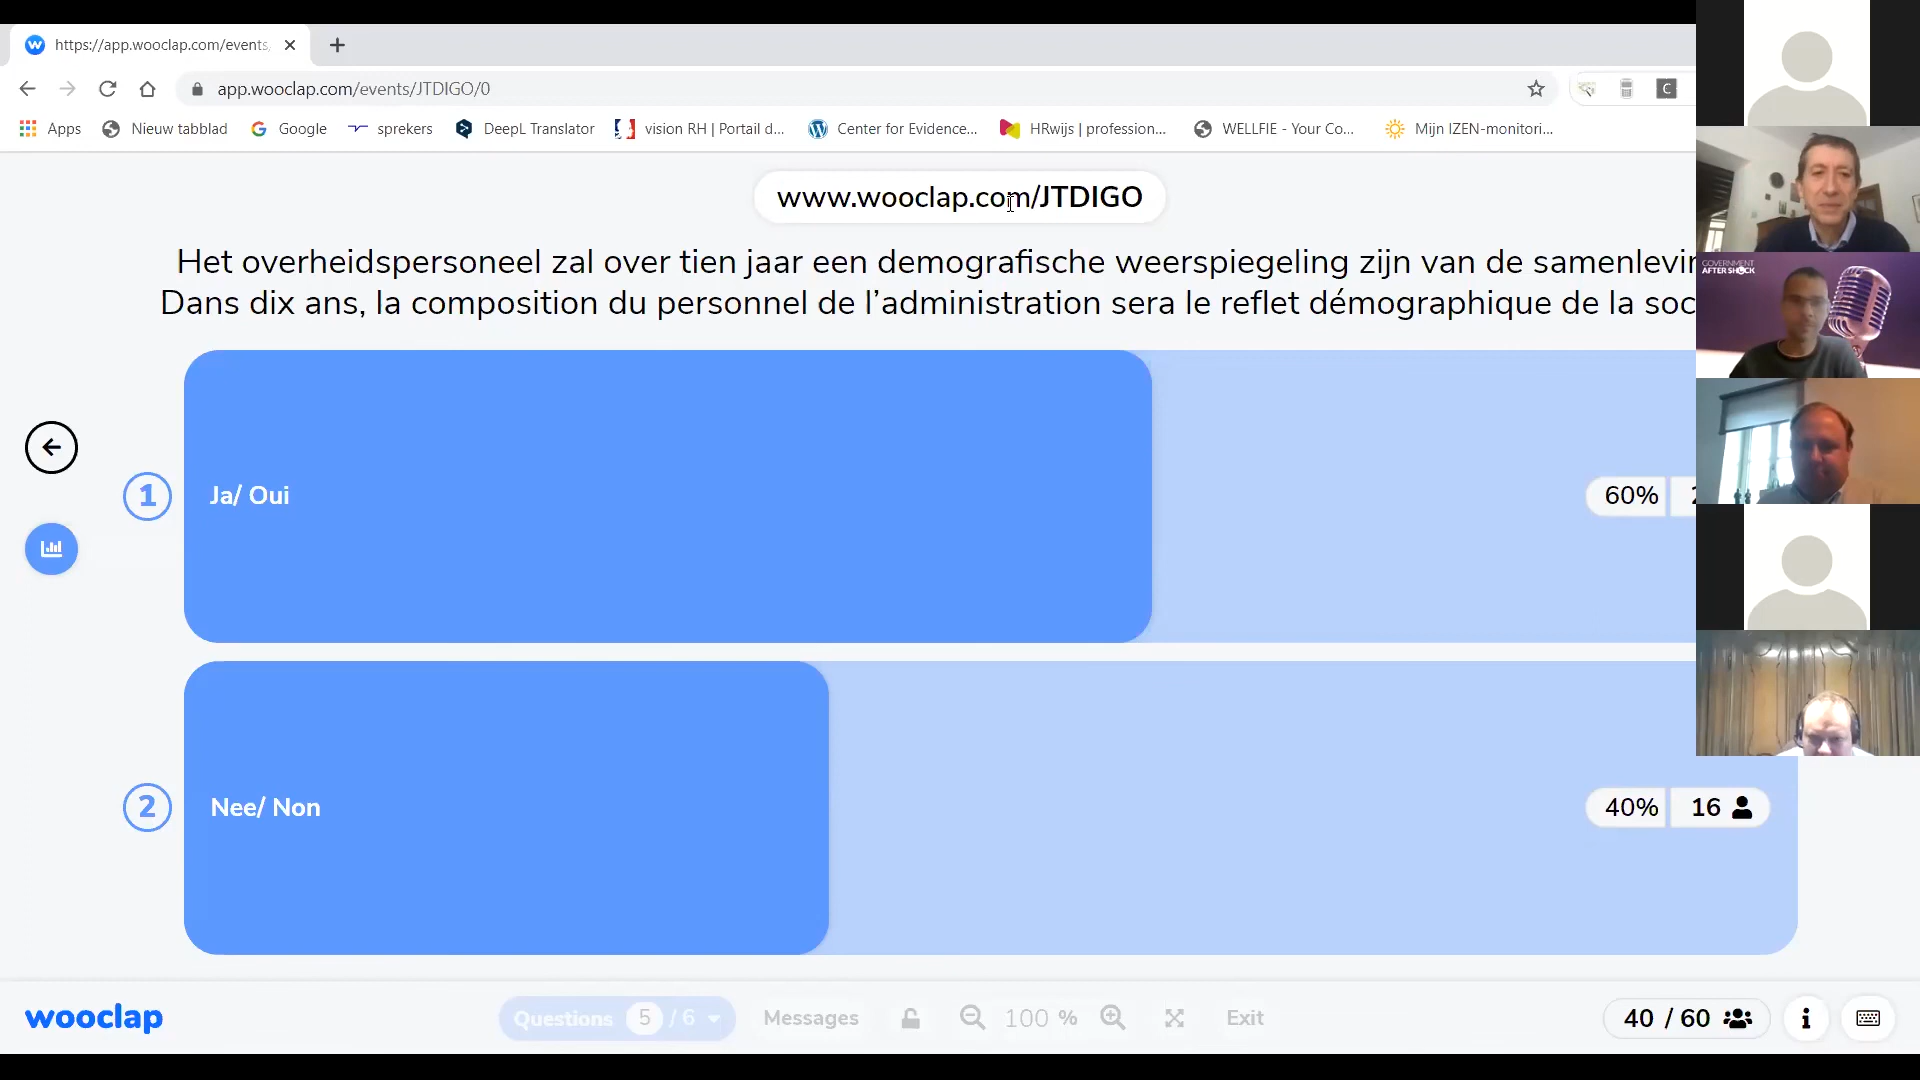 https://app.wooclap.com/events,
app.wooclap.com/events/JTDIGO/0
C
Apps
Nieuw tabblad
Google
sprekers
DeepL Translator
vision RH | Portail d...
Center for Evidence...
HRwijs | profession...
WELLFIE - Your Co...
Mijn IZEN-monitori...
www.wooclap.com/JTDIGO
Het overheidspersoneel zal over tien jaar een demografische weerspiegeling zijn van de samenlevin
Dans dix ans, la composition du personnel de l’administration sera le reflet démographique de la soc
GOVERNMENT
AFTER SHOCK
1
Ja/ Oui
60%
2
Nee/ Non
40%
16
wooclap
Questions 5 / 6
Messages
100 %
Exit
40 / 60